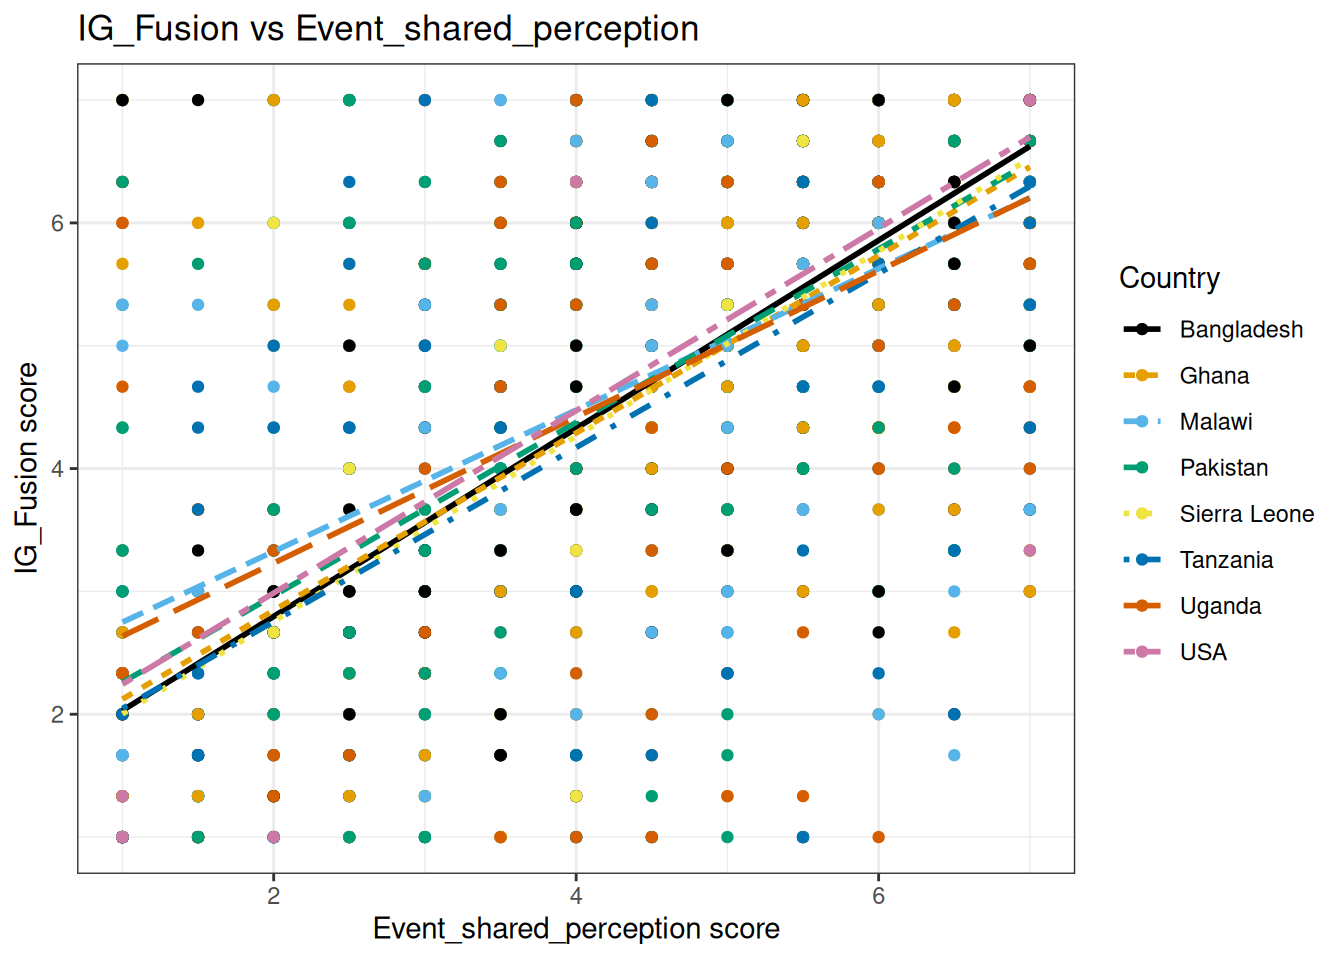 IG_Fusion vs Event_shared_perception
IG_Fusion score
6
4
2
2
4
6
Event_shared_perception score
Country
Bangladesh
Ghana
Malawi
Pakistan
Sierra Leone
Tanzania
Uganda
USA